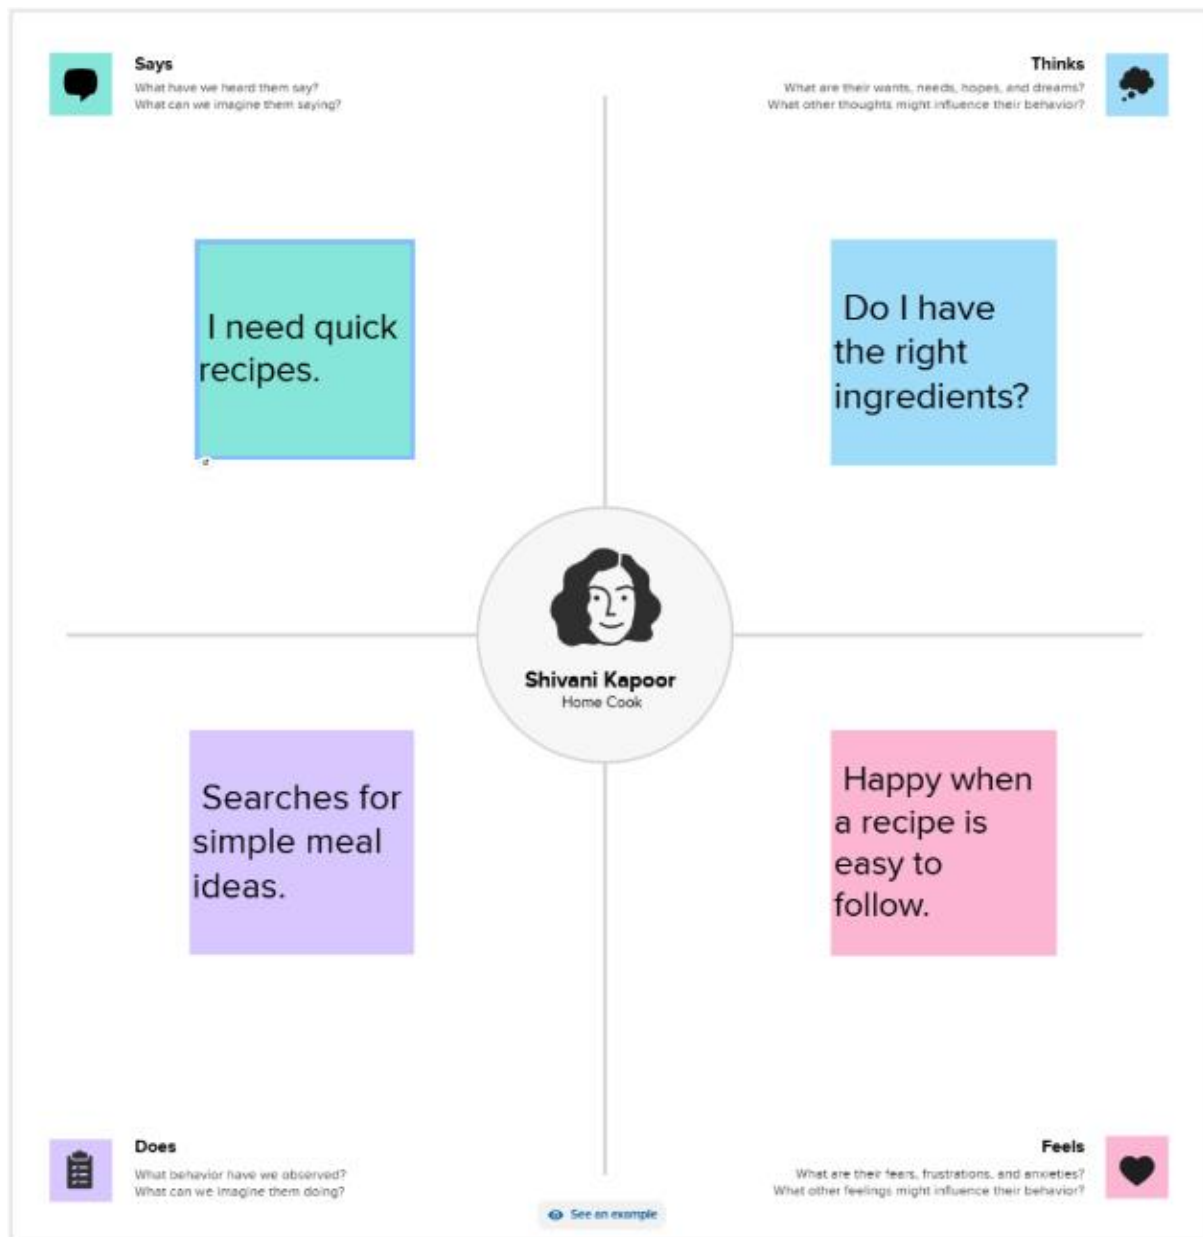 Says
What have we heard them say?
What can we imagine them saying?
Thinks
What are their wants, needs, hopes, and dreams?
What other thoughts might influence their behavior?
I need quick
recipes.
Do I have
the right
ingredients?
Shivani Kapoor
Home Cook
Searches for
simple meal
ideas.
Happy when
a recipe is
easy to
follow.
Does
What behavior have we observed?
What can we imagine them doing?
Feels
What are their fears, frustrations, and anxieties?
What other feelings might influence their behavior?
See an example